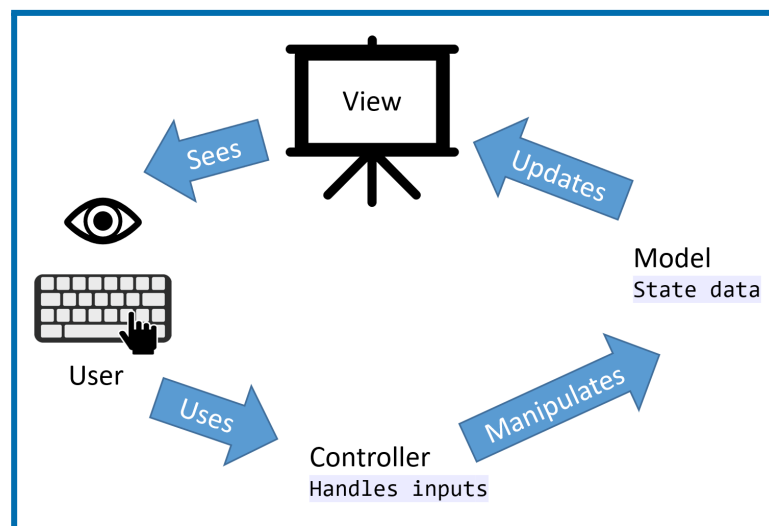 View
Sees
Updates
Model
State data
User
Uses
Manipulates
Controller
Handles inputs